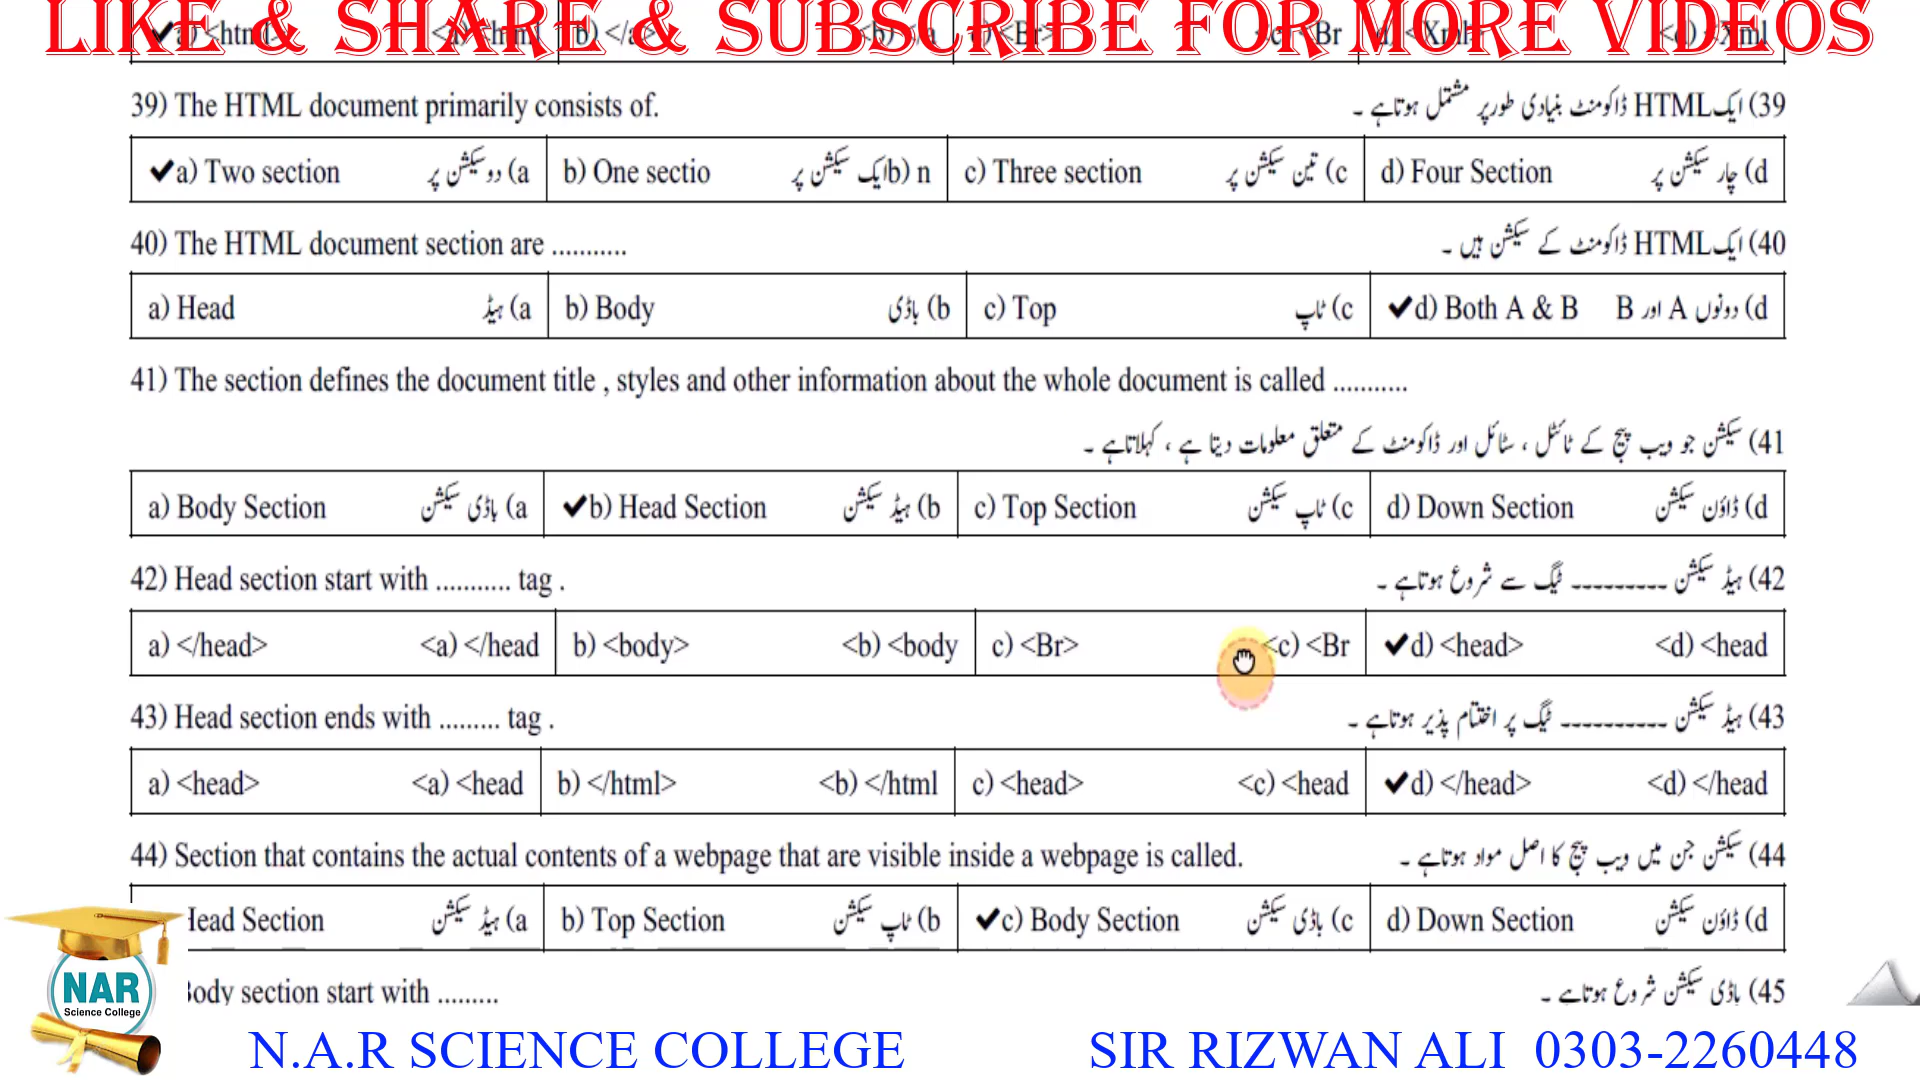 LIKE & SHARE & SUBSCRIBE FOR MORE VIDEOS
✔a) <html> <a) <html b) </a> <b) </a c) <Br> <c) <Br d) <Xml> <d) <Xml
39) The HTML document primarily consists of. 39) ایک HTML ڈاکومنٹ بنیادی طور پر مشتمل ہوتا ہے ۔
✔a) Two section a) دو سیکشن پر b) One sectio b) ایک سیکشن پر n c) Three section c) تین سیکشن پر d) Four Section d) چار سیکشن پر
40) The HTML document section are ........... 40) ایک HTML ڈاکومنٹ کے سیکشن ہیں ۔
a) Head a) ہیڈ b) Body b) باڈی c) Top c) ٹاپ ✔d) Both A & B d) دونوں A اور B
41) The section defines the document title , styles and other information about the whole document is called ...........
41) سیکشن جو ویب پیج کے ٹائٹل ، سٹائل اور ڈاکومنٹ کے متعلق معلومات دیتا ہے ، کہلاتا ہے ۔
a) Body Section a) باڈی سیکشن ✔b) Head Section b) ہیڈ سیکشن c) Top Section c) ٹاپ سیکشن d) Down Section d) ڈاؤن سیکشن
42) Head section start with ........... tag . 42) ہیڈ سیکشن --------- ٹیگ سے شروع ہوتا ہے ۔
a) </head> <a) </head b) <body> <b) <body c) <Br> <c) <Br ✔d) <head> <d) <head
43) Head section ends with ......... tag . 43) ہیڈ سیکشن ---------- ٹیگ پر اختتام پذیر ہوتا ہے ۔
a) <head> <a) <head b) </html> <b) </html c) <head> <c) <head ✔d) </head> <d) </head
44) Section that contains the actual contents of a webpage that are visible inside a webpage is called. 44) سیکشن جن میں ویب پیج کا اصل مواد ہوتا ہے ۔
Head Section a) ہیڈ سیکشن b) Top Section b) ٹاپ سیکشن ✔c) Body Section c) باڈی سیکشن d) Down Section d) ڈاؤن سیکشن
Body section start with ......... 45) باڈی سیکشن شروع ہوتا ہے ۔
NAR
Science College
N.A.R SCIENCE COLLEGE SIR RIZWAN ALI 0303-2260448